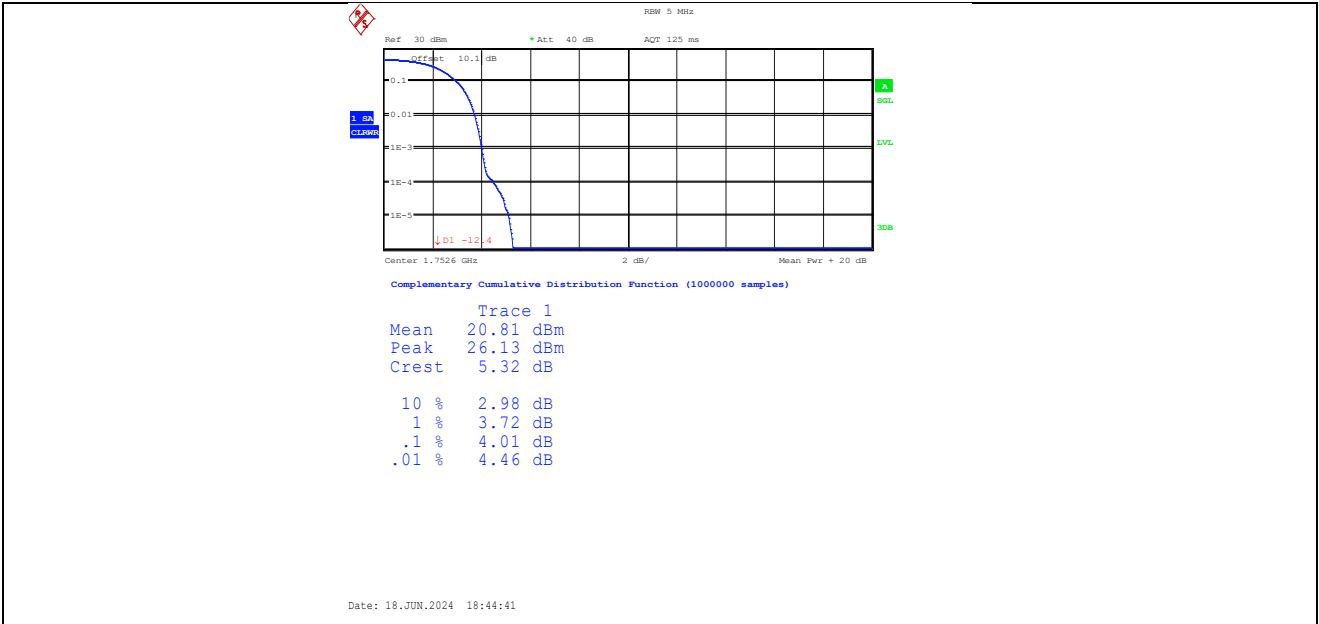 RBW 5 MHz
Ref 30 dBm * Att 40 dB AQT 125 ms
Offset 10.1 dB
0.1
A
SGL
0.01
1 SA
CLRWR
1E-3
LVL
1E-4
1E-5
3DB
↓D1 -12.4
Center 1.7526 GHz 2 dB/ Mean Pwr + 20 dB
Complementary Cumulative Distribution Function (1000000 samples)
Trace 1
Mean 20.81 dBm
Peak 26.13 dBm
Crest 5.32 dB
10 % 2.98 dB
1 % 3.72 dB
.1 % 4.01 dB
.01 % 4.46 dB
Date: 18.JUN.2024 18:44:41